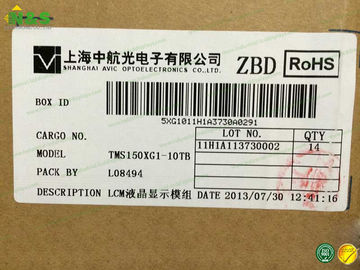 上海中航光电子有限公司
SHANGHAI AVIC OPTOELECTRONICS CO., LTD
ZBD RoHS
BOX ID
5XG1011H1A3730A0291
CARGO NO. LOT NO. QTY
11H1A113730002 14
MODEL TMS150XG1-10TB
PACK BY L08494
DESCRIPTION LCM液晶显示模组 DATE 2013/07/30 12:41:16